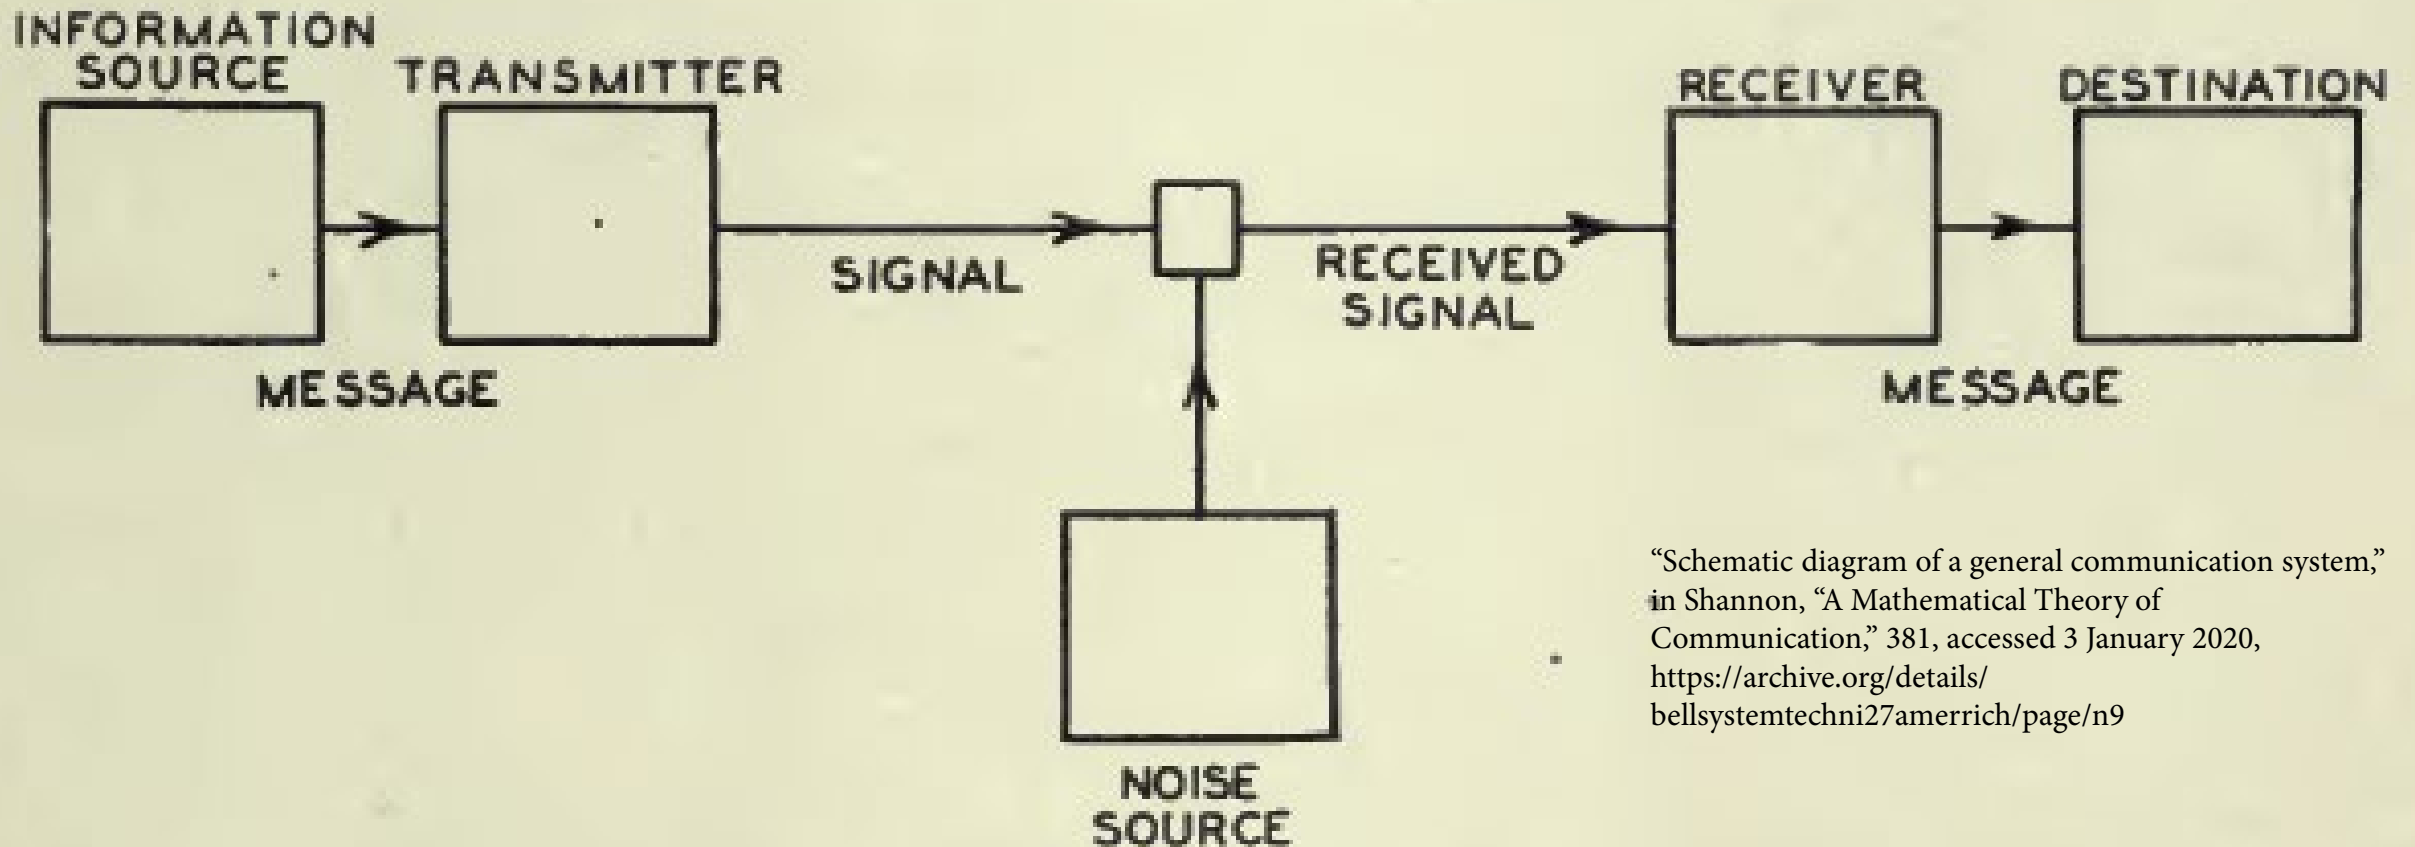 INFORMATION
SOURCE
TRANSMITTER
RECEIVER
DESTINATION
SIGNAL
RECEIVED
SIGNAL
MESSAGE
MESSAGE
NOISE
SOURCE
“Schematic diagram of a general communication system,”
in Shannon, “A Mathematical Theory of
Communication,” 381, accessed 3 January 2020,
https://archive.org/details/
bellsystemtechni27amerrich/page/n9